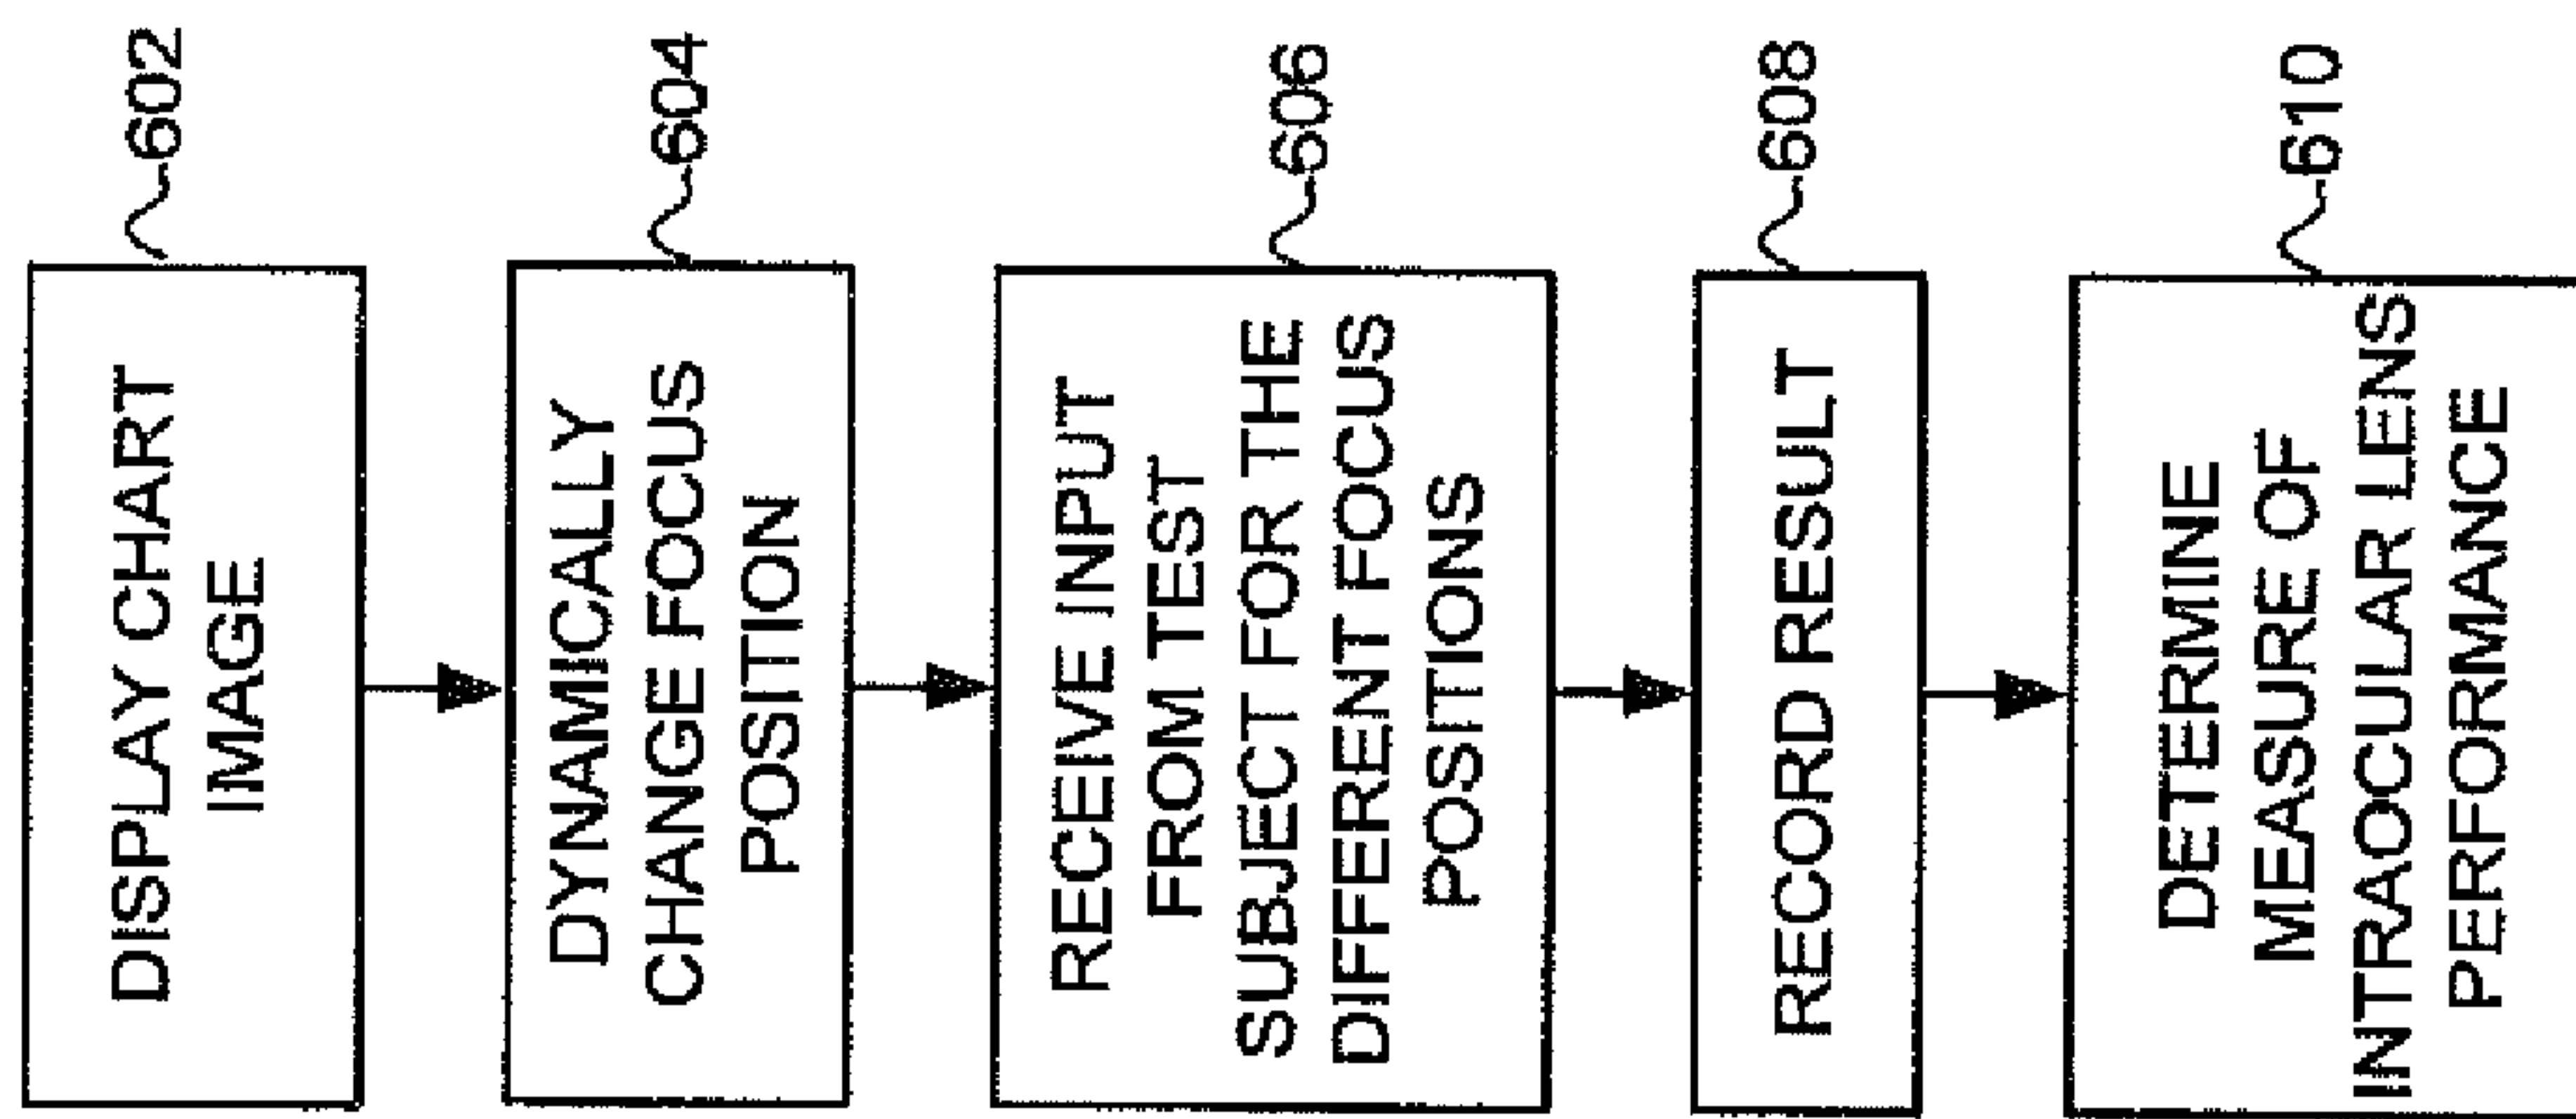 DISPLAY CHART
IMAGE
602
DYNAMICALLY
CHANGE FOCUS
POSITION
604
RECEIVE INPUT
FROM TEST
SUBJECT FOR THE
DIFFERENT FOCUS
POSITIONS
606
RECORD RESULT
608
DETERMINE
MEASURE OF
INTRAOCULAR LENS
PERFORMANCE
610